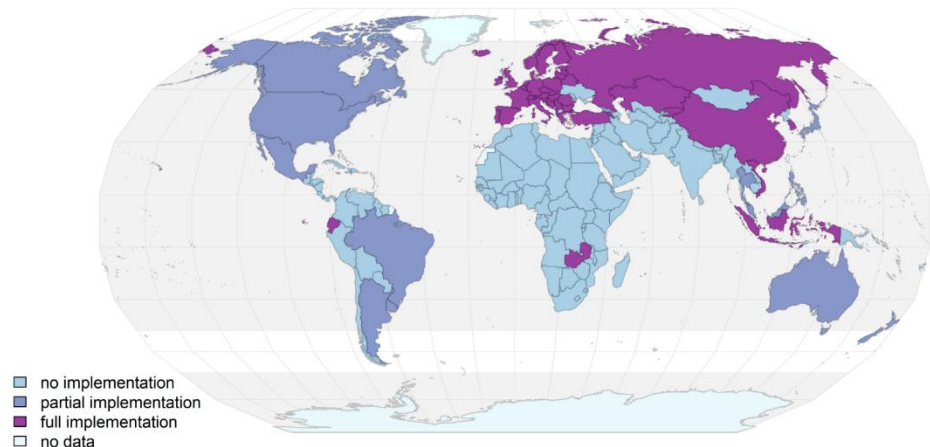 no implementation
partial implementation
full implementation
no data